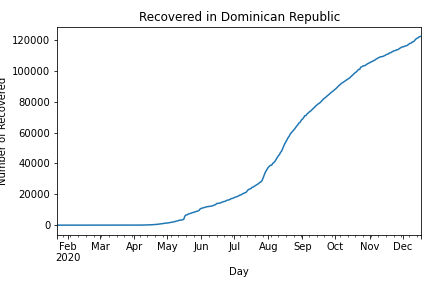 Recovered in Dominican Republic
Number of Recovered
120000
100000
80000
60000
40000
20000
0
Feb Mar Apr May Jun Jul Aug Sep Oct Nov Dec
2020
Day